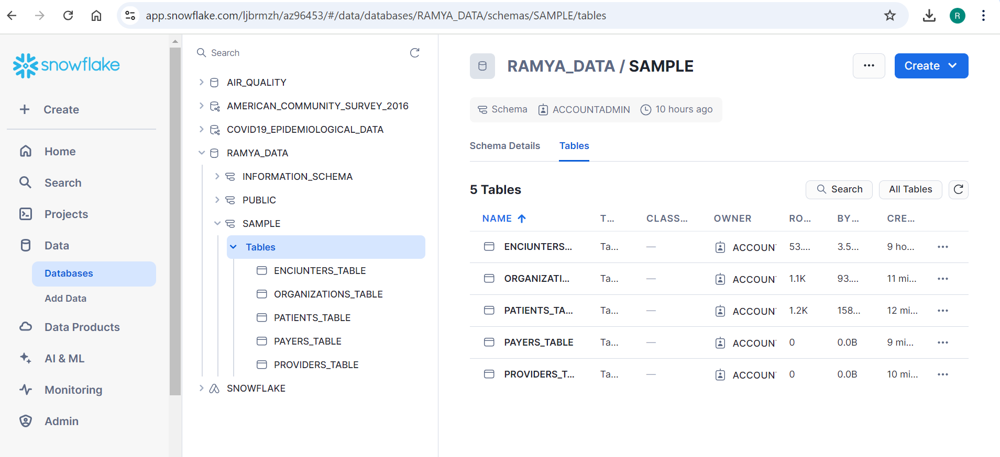 app.snowflake.com/ljbrmzh/az96453/#/data/databases/RAMYA_DATA/schemas/SAMPLE/tables
R
snowflake
Create
Home
Search
Projects
Data
Databases
Add Data
Data Products
AI & ML
Monitoring
Admin
Search
AIR_QUALITY
AMERICAN_COMMUNITY_SURVEY_2016
COVID19_EPIDEMIOLOGICAL_DATA
RAMYA_DATA
INFORMATION_SCHEMA
PUBLIC
SAMPLE
Tables
ENCIUNTERS_TABLE
ORGANIZATIONS_TABLE
PATIENTS_TABLE
PAYERS_TABLE
PROVIDERS_TABLE
SNOWFLAKE
RAMYA_DATA / SAMPLE
... Create
Schema ACCOUNTADMIN 10 hours ago
Schema Details Tables
5 Tables Search All Tables
NAME T... CLASS... OWNER RO... BY... CRE...
ENCIUNTERS... Ta... — ACCOUN 53.... 3.5... 9 ho... ...
ORGANIZATI... Ta... — ACCOUN 1.1K 93.... 11 mi... ...
PATIENTS_TA... Ta... — ACCOUN 1.2K 158... 12 mi... ...
PAYERS_TABLE Ta... — ACCOUN 0 0.0B 9 mi... ...
PROVIDERS_T... Ta... — ACCOUN 0 0.0B 10 mi... ...